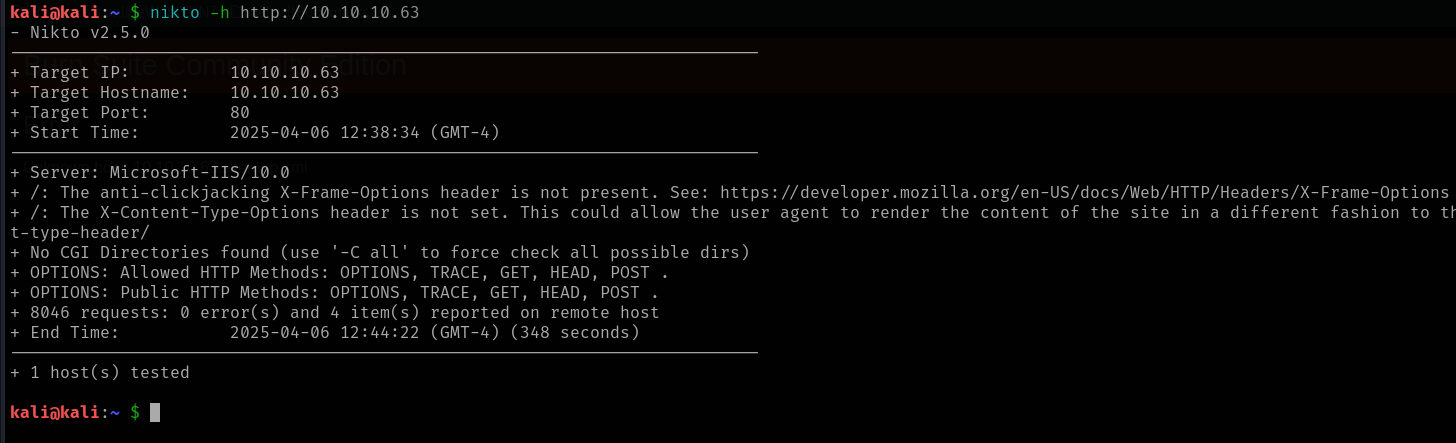 kali@kali:~ $ nikto -h http://10.10.10.63
- Nikto v2.5.0
+ Target IP:          10.10.10.63
Burp Suite Community Edition
+ Target Hostname:    10.10.10.63
+ Target Port:        80
+ Start Time:         2025-04-06 12:38:34 (GMT-4)
+ Server: Microsoft-IIS/10.0
+ /: The anti-clickjacking X-Frame-Options header is not present. See: https://developer.mozilla.org/en-US/docs/Web/HTTP/Headers/X-Frame-Options
+ /: The X-Content-Type-Options header is not set. This could allow the user agent to render the content of the site in a different fashion to th
t-type-header/
+ No CGI Directories found (use '-C all' to force check all possible dirs)
+ OPTIONS: Allowed HTTP Methods: OPTIONS, TRACE, GET, HEAD, POST .
+ OPTIONS: Public HTTP Methods: OPTIONS, TRACE, GET, HEAD, POST .
+ 8046 requests: 0 error(s) and 4 item(s) reported on remote host
+ End Time:           2025-04-06 12:44:22 (GMT-4) (348 seconds)
+ 1 host(s) tested
kali@kali:~ $